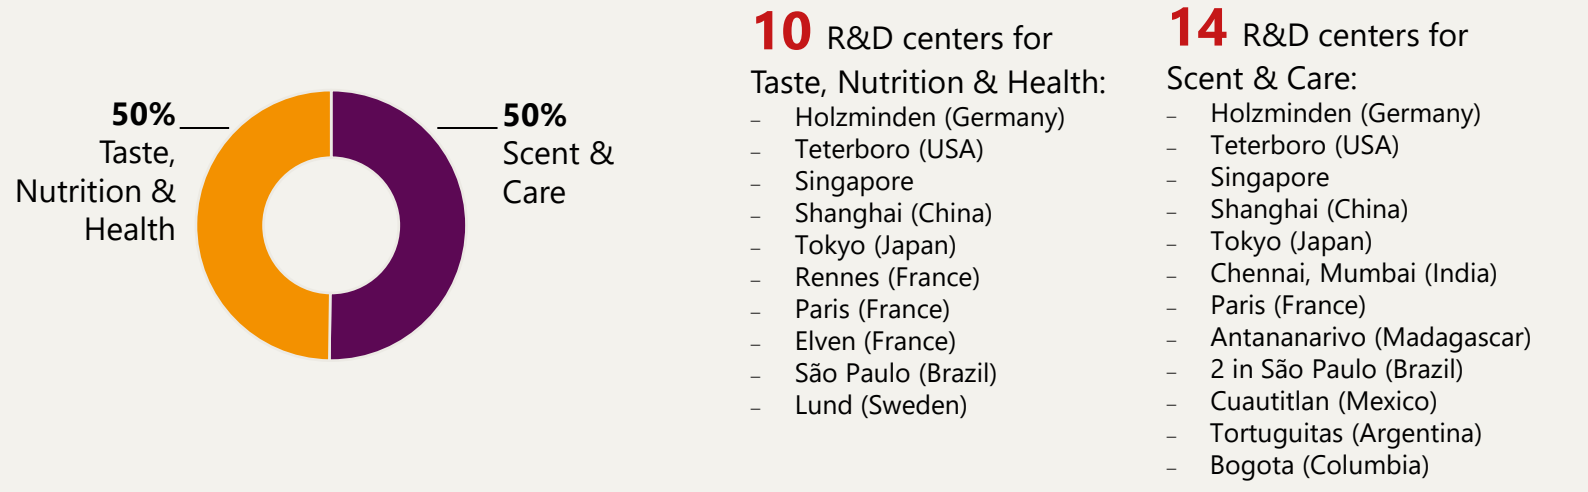 50%
Taste,
Nutrition &
Health
50%
Scent &
Care
10 R&D centers for
Taste, Nutrition & Health:
– Holzminden (Germany)
– Teterboro (USA)
– Singapore
– Shanghai (China)
– Tokyo (Japan)
– Rennes (France)
– Paris (France)
– Elven (France)
– São Paulo (Brazil)
– Lund (Sweden)
14 R&D centers for
Scent & Care:
– Holzminden (Germany)
– Teterboro (USA)
– Singapore
– Shanghai (China)
– Tokyo (Japan)
– Chennai, Mumbai (India)
– Paris (France)
– Antananarivo (Madagascar)
– 2 in São Paulo (Brazil)
– Cuautitlan (Mexico)
– Tortuguitas (Argentina)
– Bogota (Columbia)